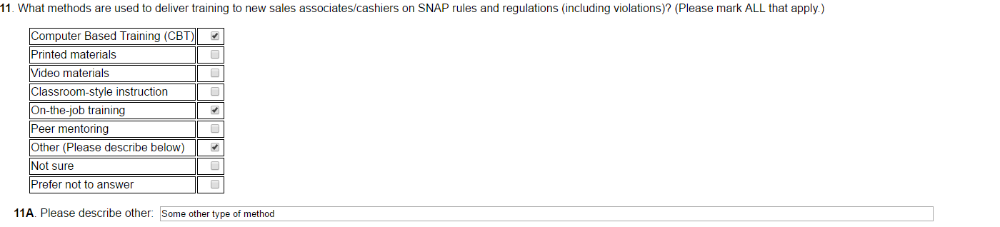 11. What methods are used to deliver training to new sales associates/cashiers on SNAP rules and regulations (including violations)? (Please mark ALL that apply.)
Computer Based Training (CBT)
Printed materials
Video materials
Classroom-style instruction
On-the-job training
Peer mentoring
Other (Please describe below)
Not sure
Prefer not to answer
11A. Please describe other: Some other type of method